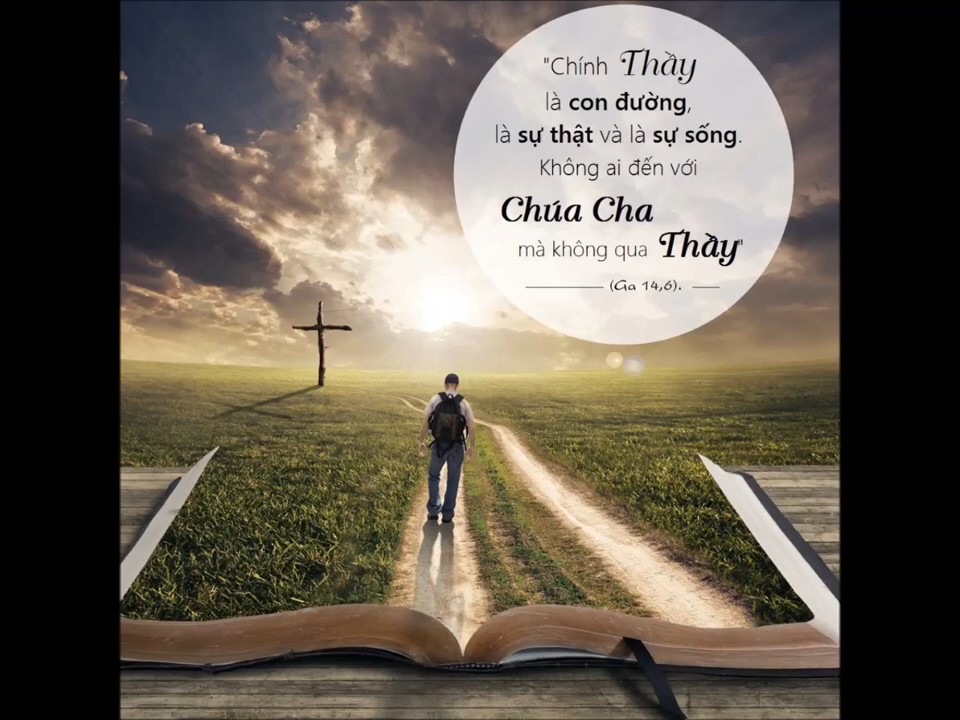 "Chính Thầy
là con đường,
là sự thật và là sự sống.
Không ai đến với
Chúa Cha
mà không qua Thầy"
(Ga 14,6).